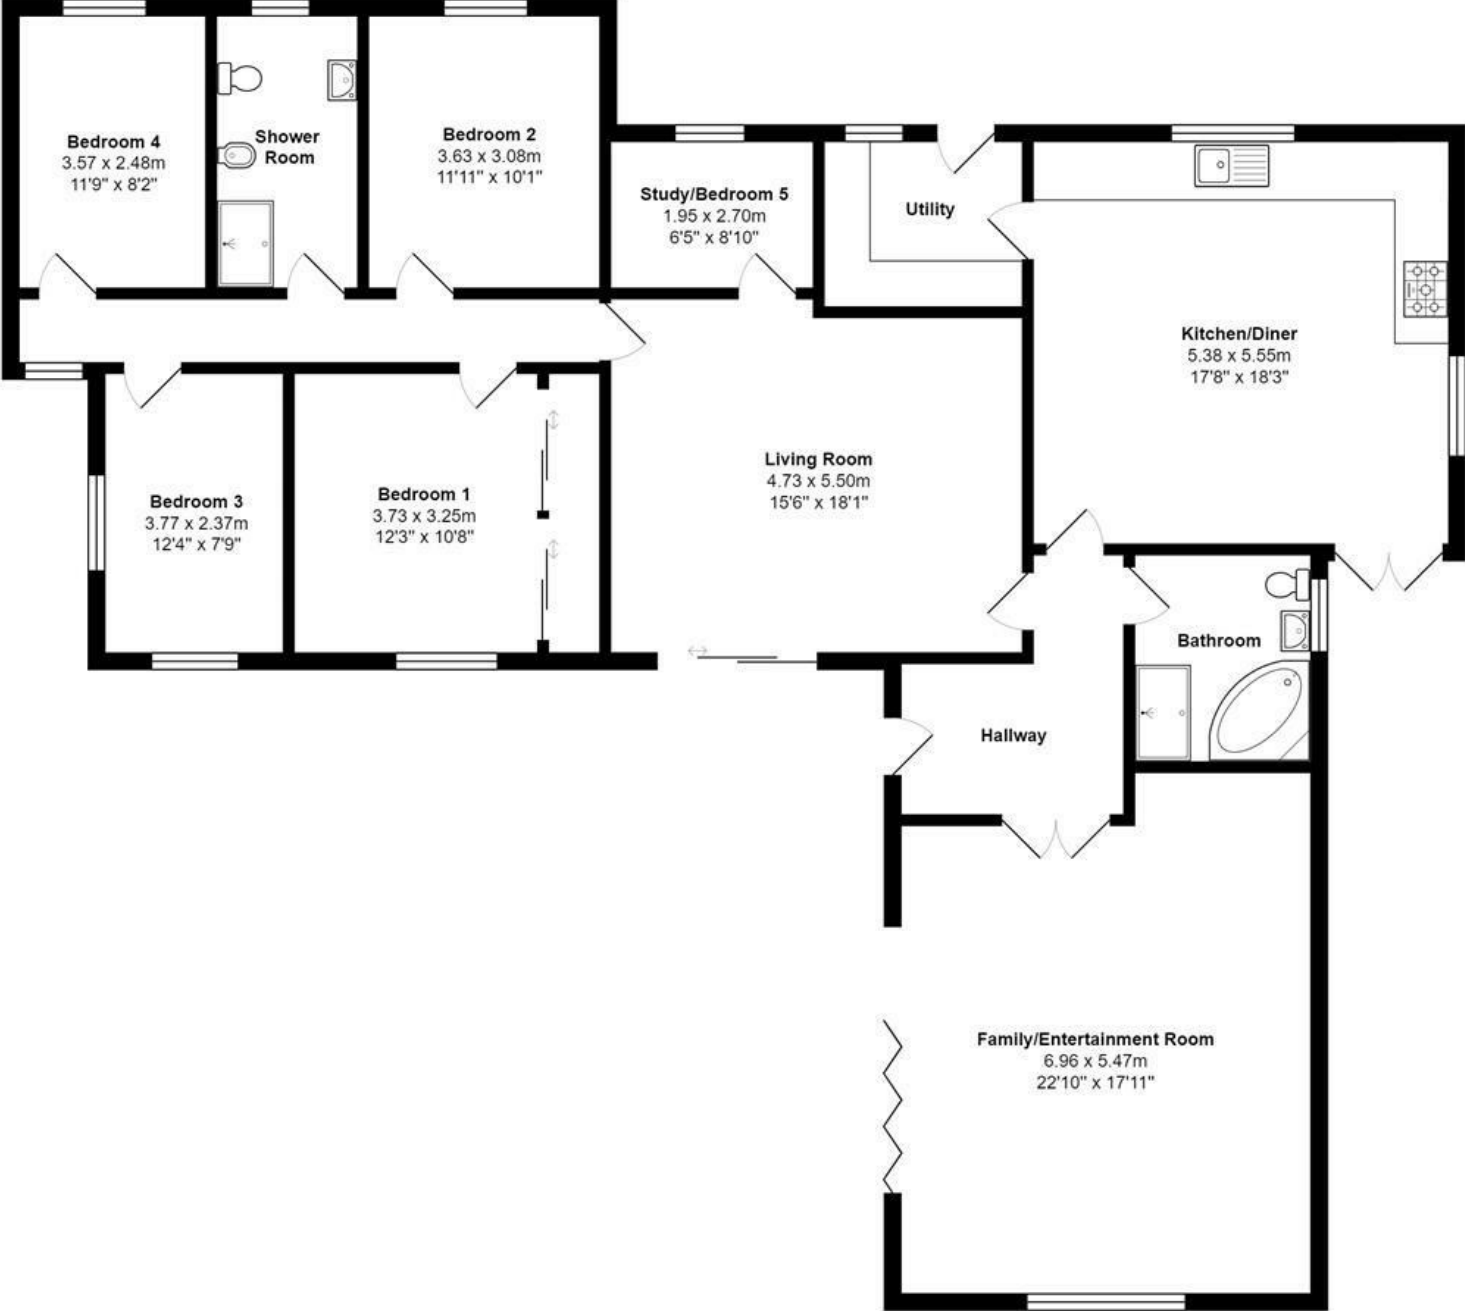 Bedroom 4
3.57 x 2.48m
11'9" x 8'2"
Shower
Room
Bedroom 2
3.63 x 3.08m
11'11" x 10'1"
Study/Bedroom 5
1.95 x 2.70m
6'5" x 8'10"
Utility
Kitchen/Diner
5.38 x 5.55m
17'8" x 18'3"
Living Room
4.73 x 5.50m
15'6" x 18'1"
Bedroom 3
3.77 x 2.37m
12'4" x 7'9"
Bedroom 1
3.73 x 3.25m
12'3" x 10'8"
Bathroom
Hallway
Family/Entertainment Room
6.96 x 5.47m
22'10" x 17'11"